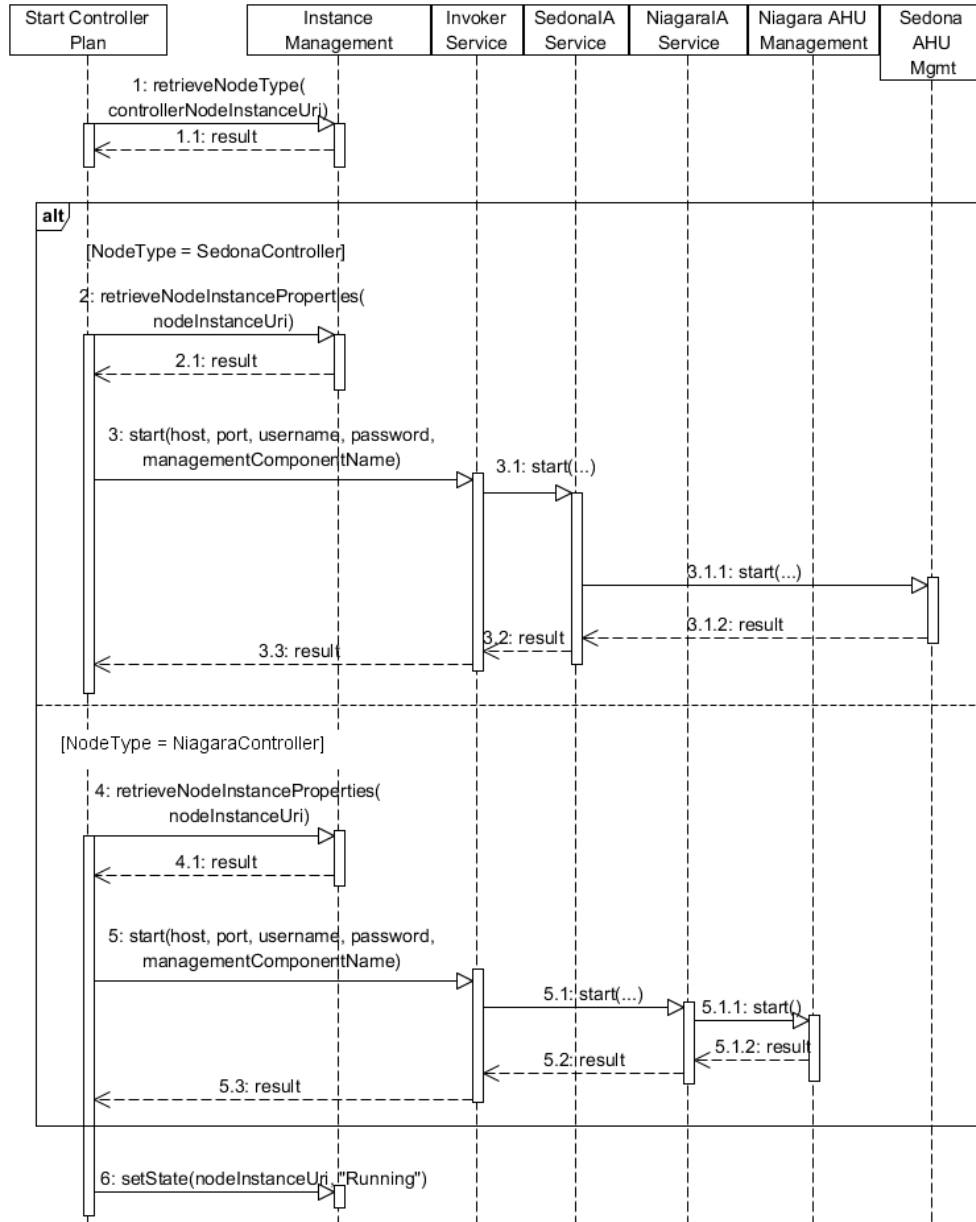 Start Controller
Plan
Instance
Management
Invoker
Service
SedonaIA
Service
NiagaraIA
Service
Niagara AHU
Management
Sedona
AHU
Mgmt
1: retrieveNodeType(
controllerNodeInstanceUri)
1.1: result
alt
[NodeType = SedonaController]
2: retrieveNodeInstanceProperties(
nodeInstanceUri)
2.1: result
3: start(host, port, username, password,
managementComponentName)
3.1: start(...)
3.1.1: start(...)
3.1.2: result
3.2: result
3.3: result
[NodeType = NiagaraController]
4: retrieveNodeInstanceProperties(
nodeInstanceUri)
4.1: result
5: start(host, port, username, password,
managementComponentName)
5.1: start(...)
5.1.1: start()
5.1.2: result
5.2: result
5.3: result
6: setState(nodeInstanceUri, "Running")